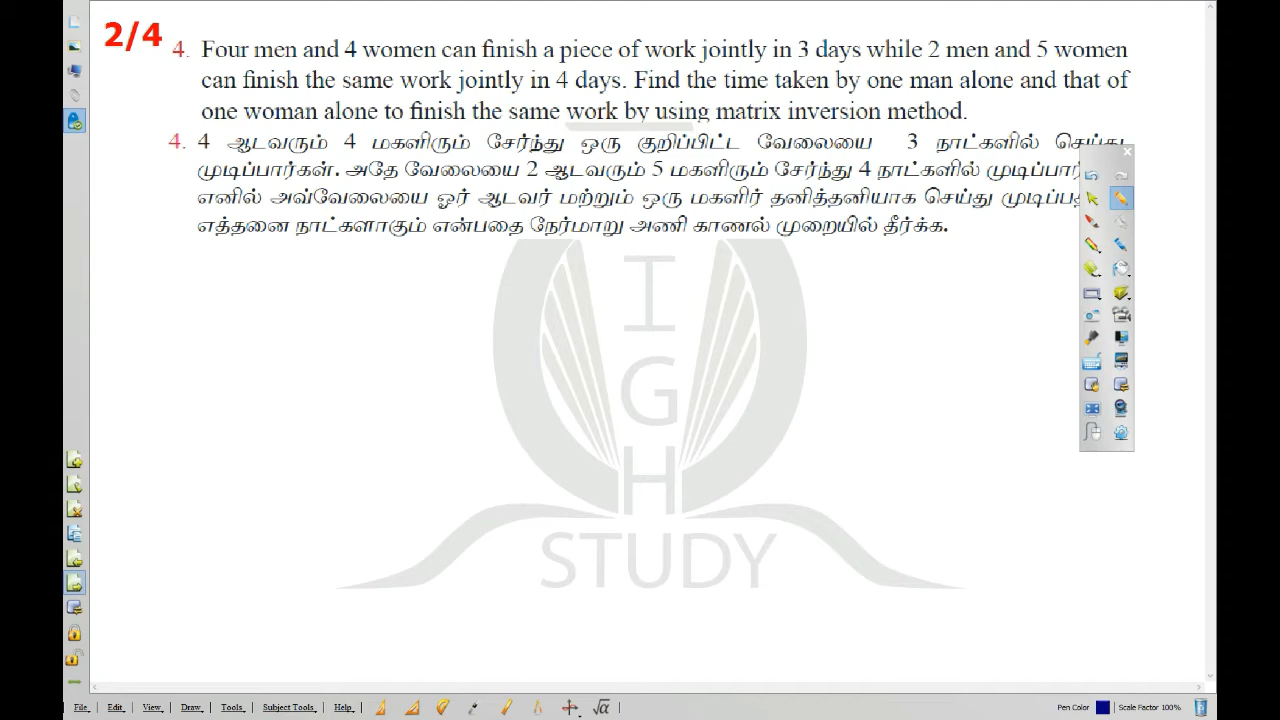 2/4
4. Four men and 4 women can finish a piece of work jointly in 3 days while 2 men and 5 women
can finish the same work jointly in 4 days. Find the time taken by one man alone and that of
one woman alone to finish the same work by using matrix inversion method.
4. 4 ஆடவரும் 4 மகளிரும் சேர்ந்து ஒரு குறிப்பிட்ட வேலையை 3 நாட்களில் செய்து
முடிப்பார்கள். அதே வேலையை 2 ஆடவரும் 5 மகளிரும் சேர்ந்து 4 நாட்களில்
எனில் அவ்வேலையை ஓர் ஆடவர் மற்றும் ஒரு மகளிர் தனித்தனியாக செய்து
எத்தனை நாட்களாகும் என்பதை நேர்மாறு அணி காணல் முறையில் தீர்க்க.
I
G
H
STUDY
File Edit View Draw Tools Subject Tools Help √α Pen Color Scale Factor 100%